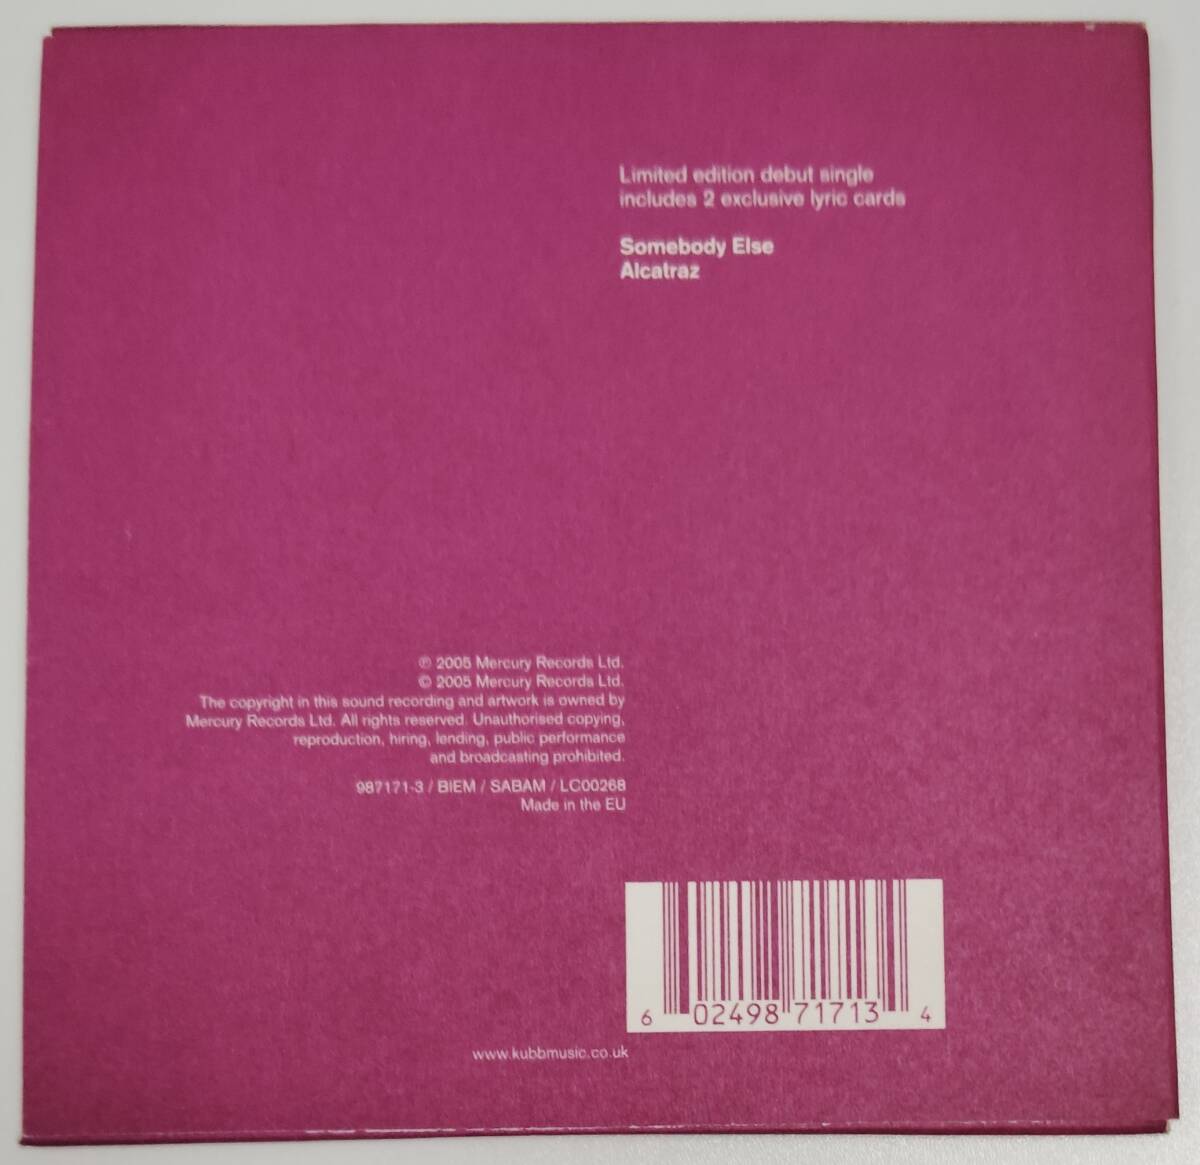 Limited edition debut single
includes 2 exclusive lyric cards
Somebody Else
Alcatraz
℗ 2005 Mercury Records Ltd.
© 2005 Mercury Records Ltd.
The copyright in this sound recording and artwork is owned by
Mercury Records Ltd. All rights reserved. Unauthorised copying,
reproduction, hiring, lending, public performance
and broadcasting prohibited.
987171-3 / BIEM / SABAM / LC00268
Made in the EU
6 02498 71713 4
www.kubbmusic.co.uk